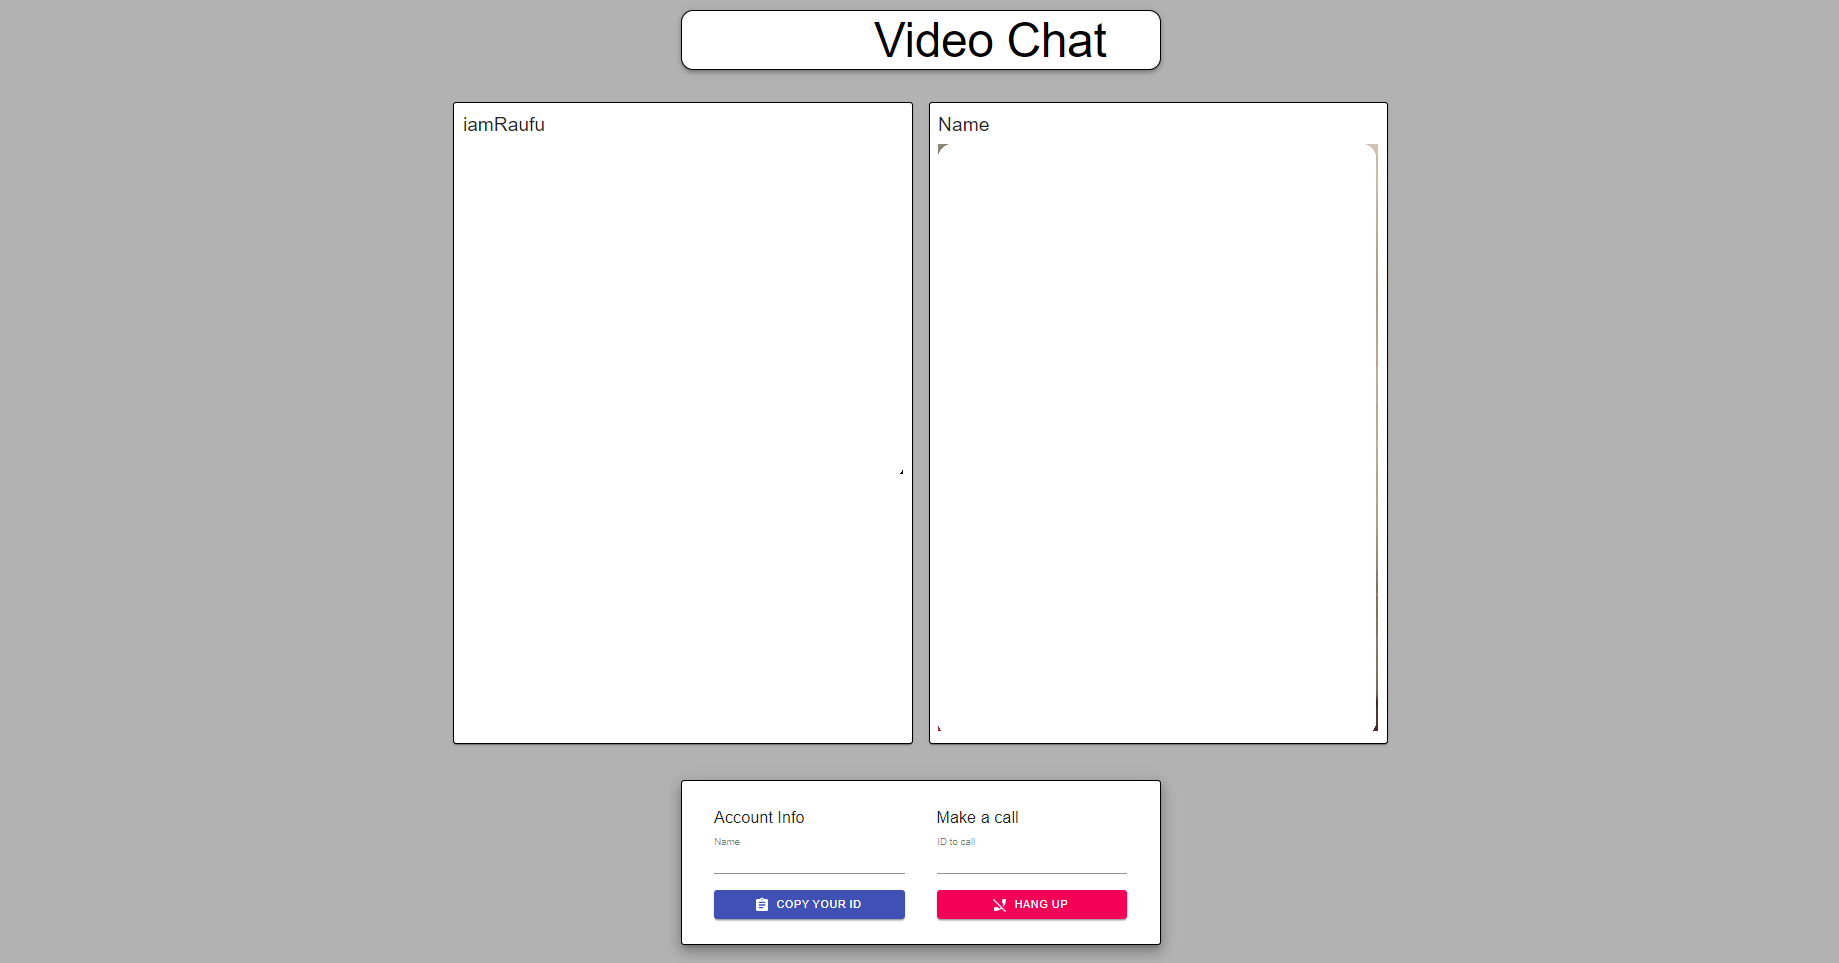 Video Chat
iamRaufu
Name
Account Info
Name
COPY YOUR ID
Make a call
ID to call
HANG UP